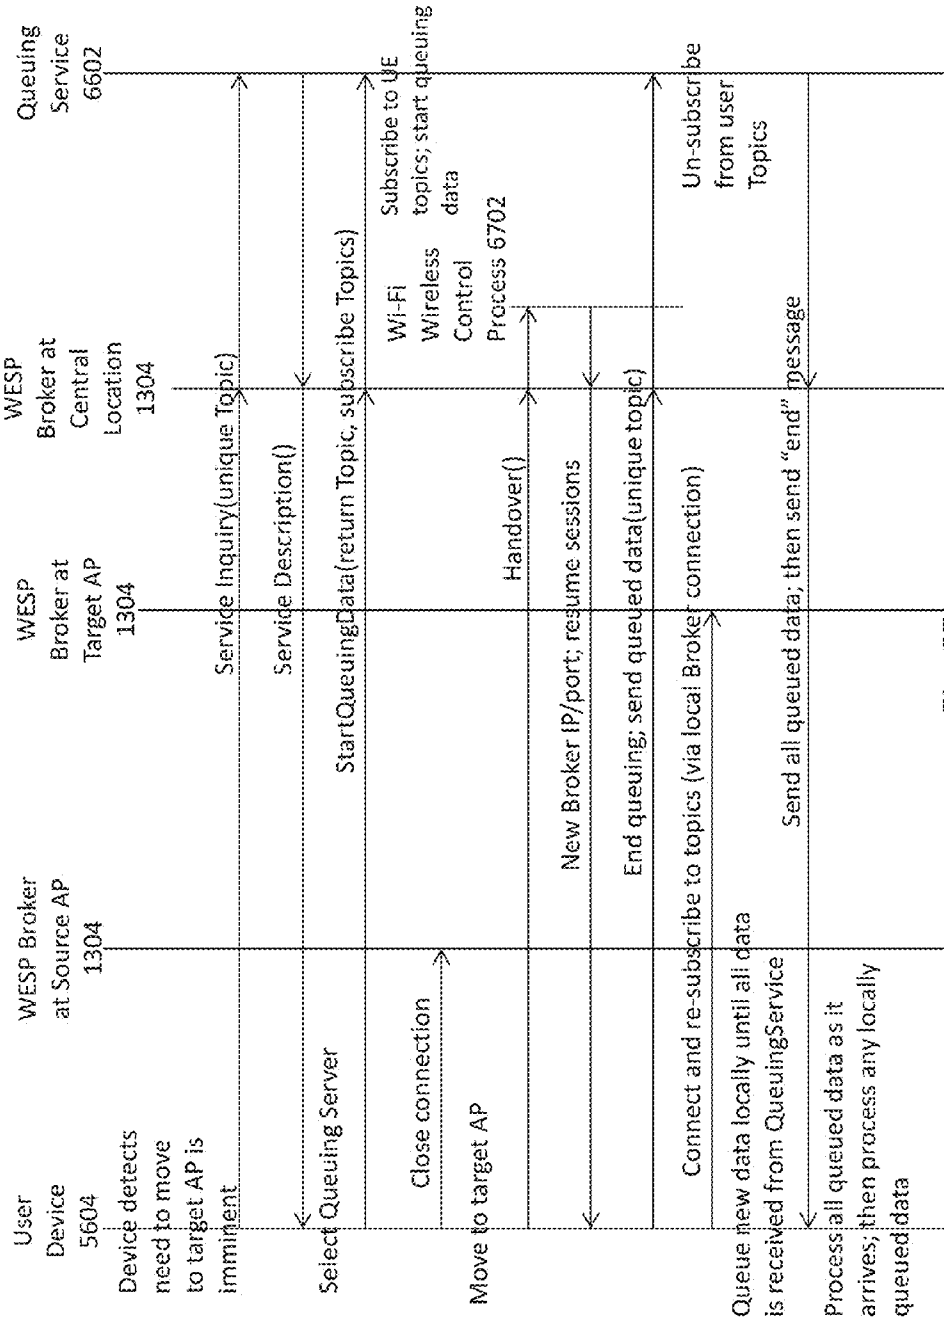 User
Device
5604
WESP Broker
at Source AP
1304
WESP
Broker at
Target AP
1304
WESP
Broker at
Central
Location
1304
Queuing
Service
6602
Device detects
need to move
to target AP is
imminent
Service Inquiry(unique Topic)
Service Description()
Select Queuing Server
StartQueuingData(return Topic, subscribe Topics)
Subscribe to UE
topics; start queuing
data
Close connection
Wi-Fi
Wireless
Control
Process 6702
Move to target AP
Handover()
New Broker IP/port; resume sessions
End queuing; send queued data(unique topic)
Un-subscribe
from user
Topics
Connect and re-subscribe to topics (via local Broker connection)
Queue new data locally until all data
is received from QueuingService
Send all queued data; then send “end” message
Process all queued data as it
arrives; then process any locally
queued data